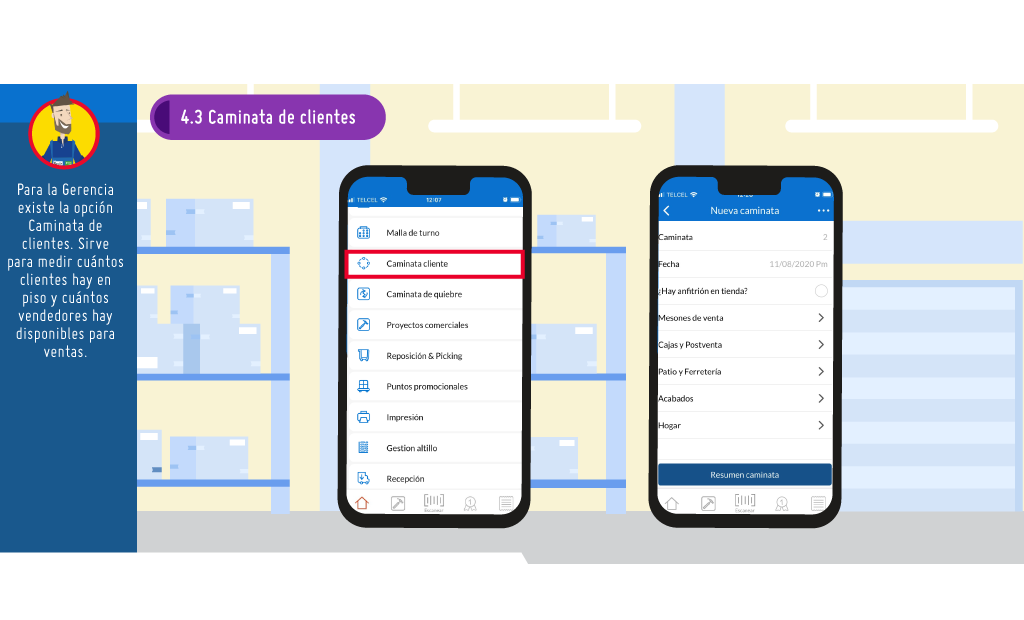 4.3 Caminata de clientes
Para la Gerencia
existe la opción
Caminata de
clientes. Sirve
para medir cuántos
clientes hay en
piso y cuántos
vendedores hay
disponibles para
ventas.
TELCEL
12:07
Malla de turno
Caminata cliente
Caminata de quiebre
Proyectos comerciales
Reposición & Picking
Puntos promocionales
Impresión
Gestion altillo
Recepción
Escanear
TELCEL
Nueva caminata
Caminata 2
Fecha 11/08/2020 Pm
¿Hay anfitrión en tienda?
Mesones de venta
Cajas y Postventa
Patio y Ferretería
Acabados
Hogar
Resumen caminata
Escanear